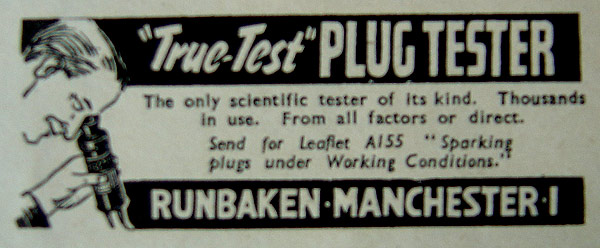 "True-Test" PLUG TESTER
The only scientific tester of its kind. Thousands
in use. From all factors or direct.
Send for Leaflet A155 "Sparking
plugs under Working Conditions."
RUNBAKEN·MANCHESTER·1